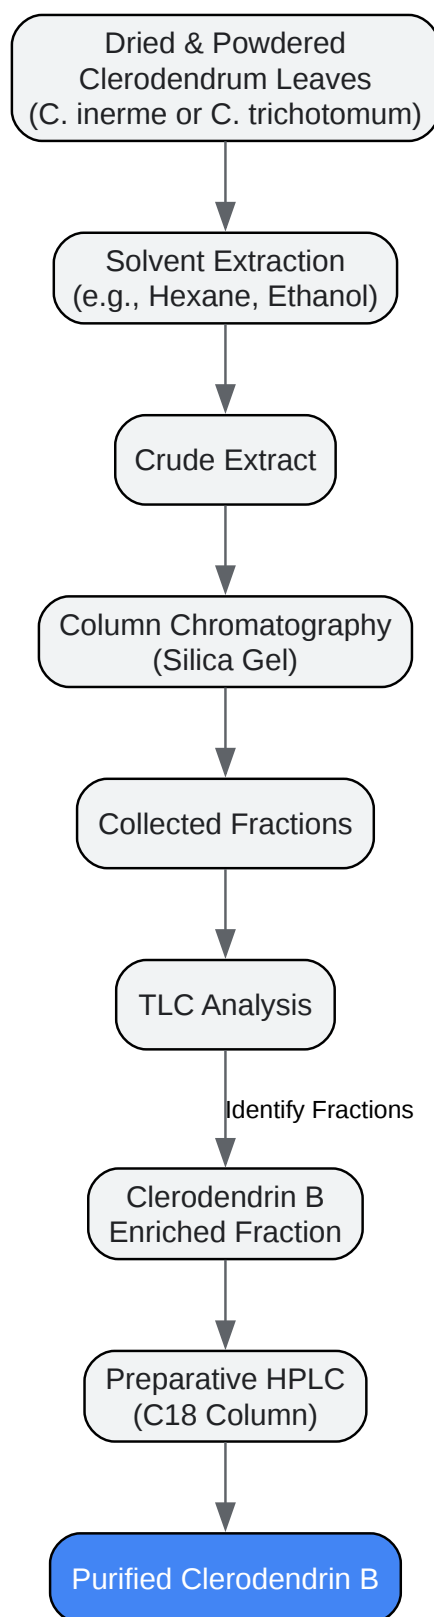 Dried & Powdered
Clerodendrum Leaves
(C. inerme or C. trichotomum)
Solvent Extraction
(e.g., Hexane, Ethanol)
Crude Extract
Column Chromatography
(Silica Gel)
Collected Fractions
TLC Analysis
Identify Fractions
Clerodendrin B
Enriched Fraction
Preparative HPLC
(C18 Column)
Purified Clerodendrin B